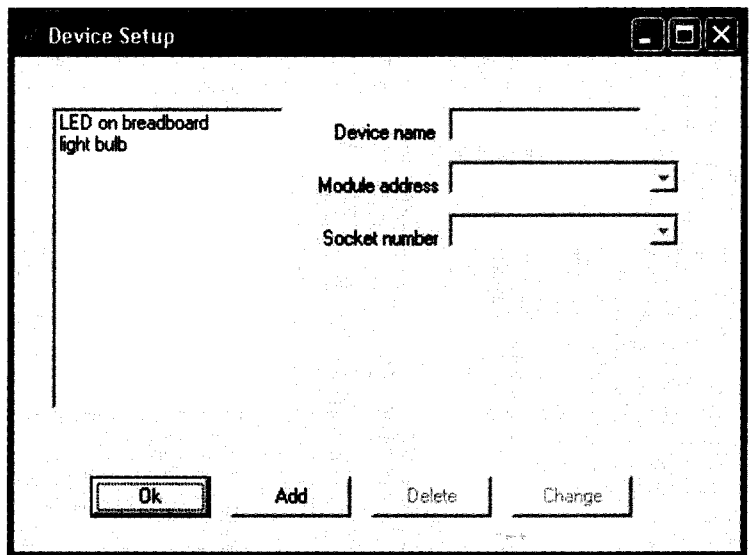 Device Setup
LED on breadboard
light bulb
Device name
Module address
Socket number
Ok
Add
Delete
Change